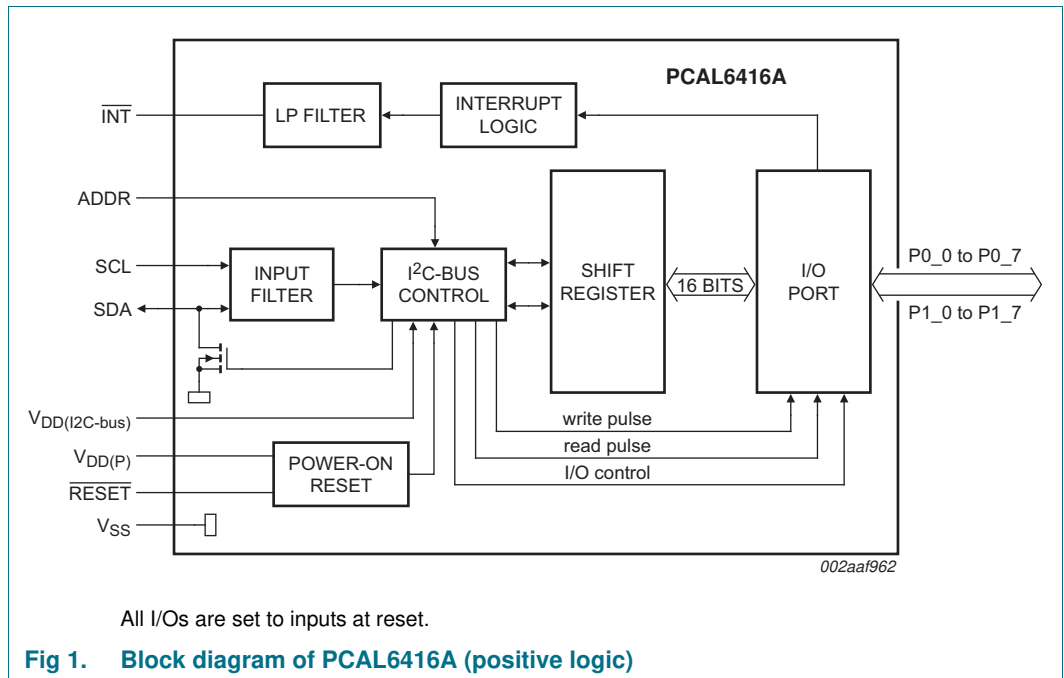 PCAL6416A
INT
LP FILTER
INTERRUPT
LOGIC
ADDR
SCL
SDA
INPUT
FILTER
I²C-BUS
CONTROL
SHIFT
REGISTER
16 BITS
I/O
PORT
P0_0 to P0_7
P1_0 to P1_7
VDD(I2C-bus)
write pulse
read pulse
I/O control
VDD(P)
RESET
POWER-ON
RESET
VSS
002aaf962
All I/Os are set to inputs at reset.
Fig 1. Block diagram of PCAL6416A (positive logic)